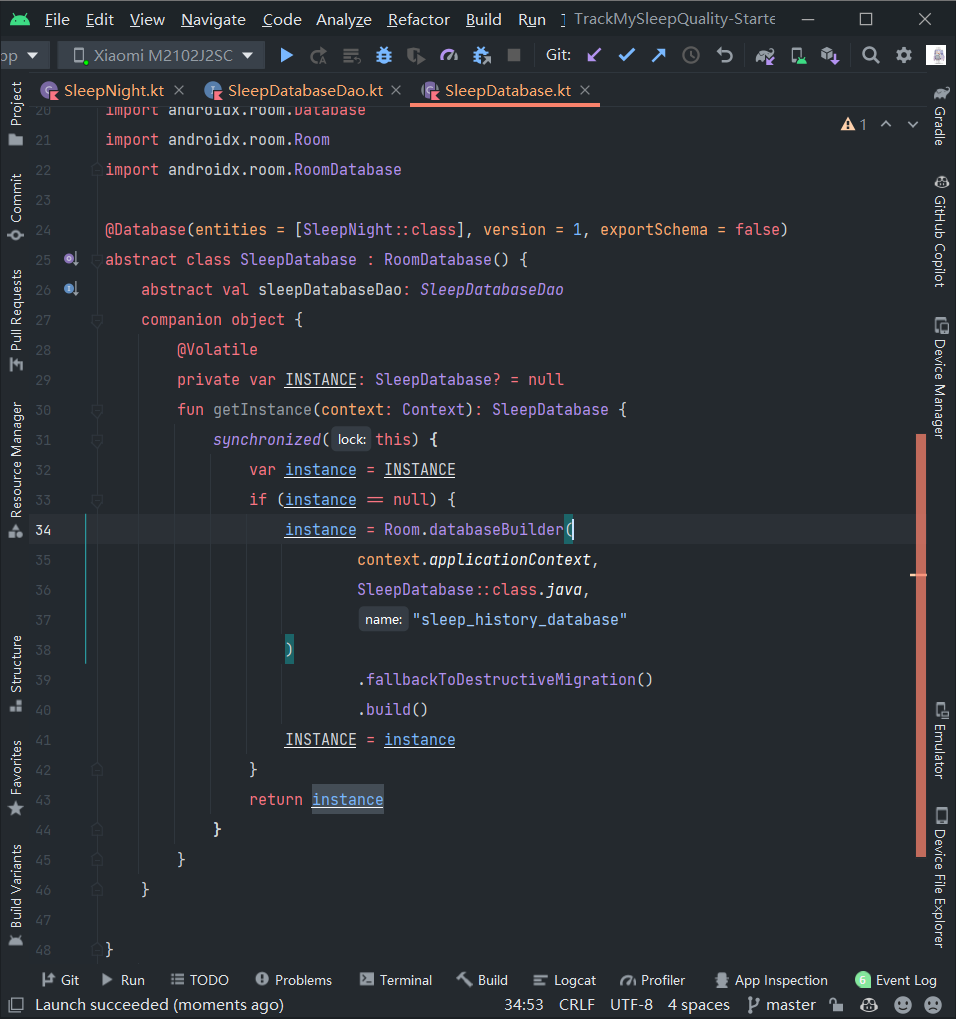 File Edit View Navigate Code Analyze Refactor Build Run TrackMySleepQuality-Starte
Xiaomi M2102J2SC Git:
SleepNight.kt SleepDatabaseDao.kt SleepDatabase.kt
Project
Commit
Pull Requests
Resource Manager
Structure
Favorites
Build Variants
1
20 import androidx.room.Database
21 import androidx.room.Room
22 import androidx.room.RoomDatabase
23
24 @Database(entities = [SleepNight::class], version = 1, exportSchema = false)
25 abstract class SleepDatabase : RoomDatabase() {
26 abstract val sleepDatabaseDao: SleepDatabaseDao
27 companion object {
28 @Volatile
29 private var INSTANCE: SleepDatabase? = null
30 fun getInstance(context: Context): SleepDatabase {
31 synchronized( lock: this) {
32 var instance = INSTANCE
33 if (instance == null) {
34 instance = Room.databaseBuilder(
35 context.applicationContext,
36 SleepDatabase::class.java,
37 name: "sleep_history_database"
38 )
39 .fallbackToDestructiveMigration()
40 .build()
41 INSTANCE = instance
42 }
43 return instance
44 }
45 }
46 }
47
48 }
Gradle
GitHub Copilot
Device Manager
Emulator
Device File Explorer
Git Run TODO Problems Terminal Build Logcat Profiler App Inspection 6 Event Log
Launch succeeded (moments ago) 34:53 CRLF UTF-8 4 spaces master